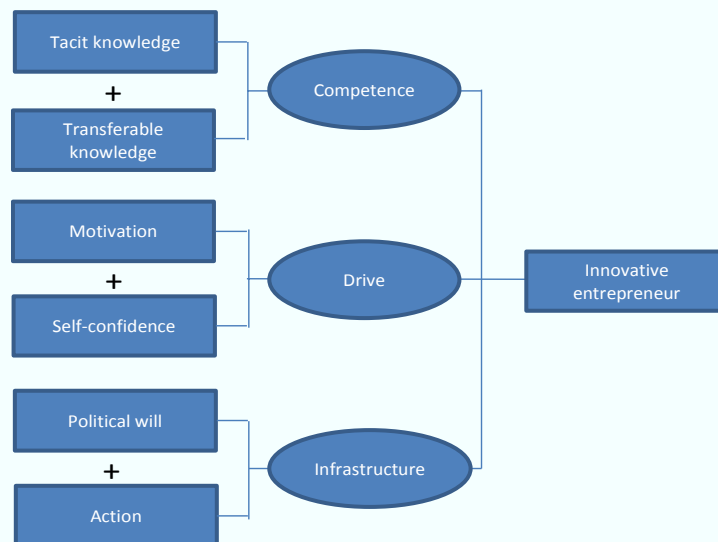 Tacit knowledge
+
Transferable
knowledge
Competence
Motivation
+
Self-confidence
Drive
Innovative
entrepreneur
Political will
+
Action
Infrastructure